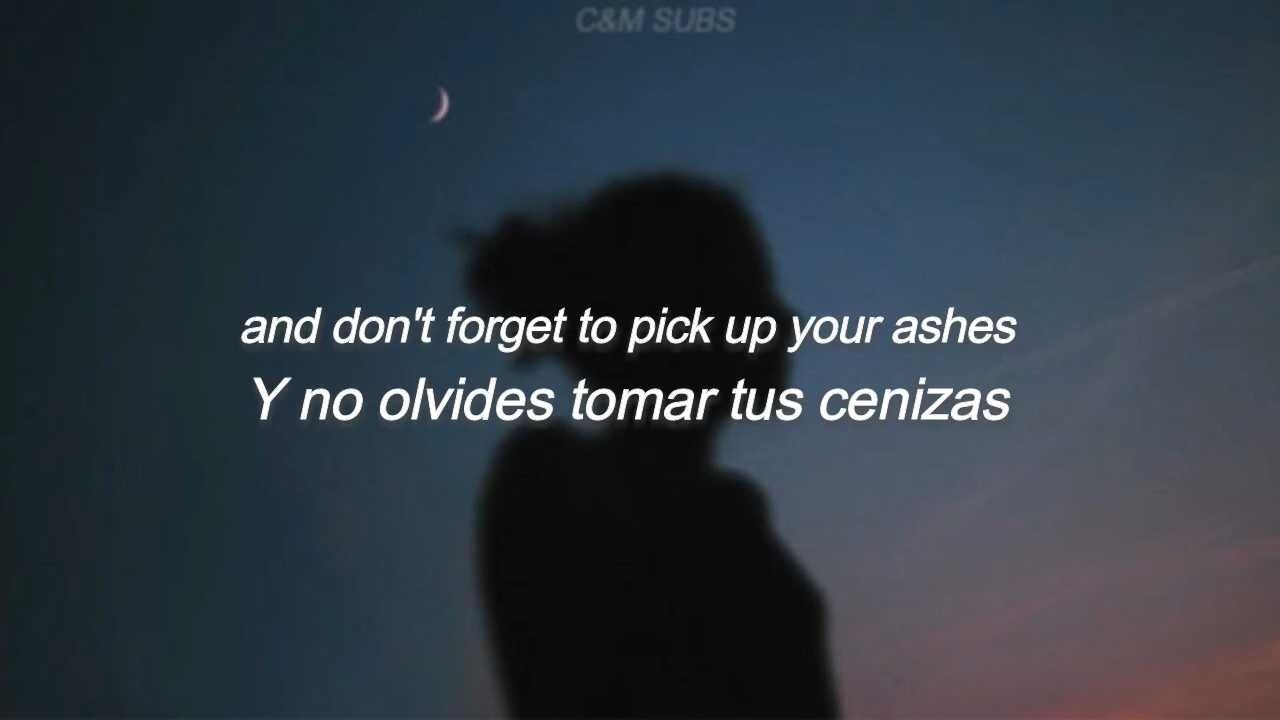 C&M SUBS
and don't forget to pick up your ashes
Y no olvides tomar tus cenizas